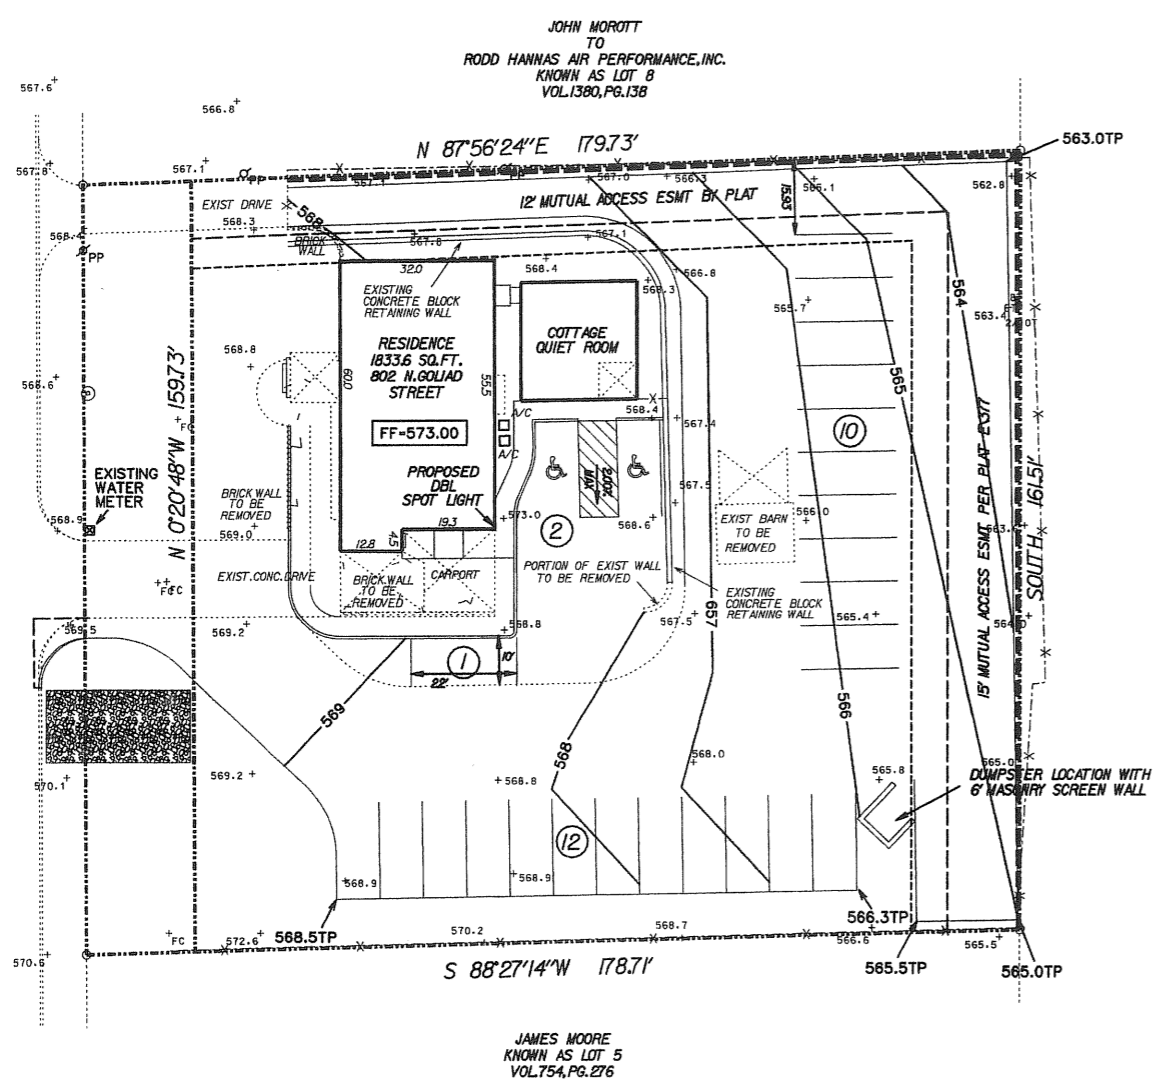 JOHN MOROTT
TO
RODD HANNAS AIR PERFORMANCE,INC.
KNOWN AS LOT 8
VOL.1380,PG.138
567.6
566.8
N 87°56'24"E 179.73'
563.0TP
567.8
567.1
PP
567.1
PP
567.0
566.3
566.1
562.8
12' MUTUAL ACCESS ESMT BY PLAT
15.93'
EXIST DRIVE
568.3
568
568.4
PP
BRICK
WALL
567.8
567.1
32.0
568.4
566.8
568.3
EXISTING
CONCRETE BLOCK
RETAINING WALL
565.7
564
563.4
COTTAGE
QUIET ROOM
RESIDENCE
1833.6 SQ.FT.
802 N.GOLIAD
STREET
60.0
55.5
568.8
568.6
565
N 0°20'48"W 159.73'
FC
568.4
A/C
A/C
567.4
10
FF=573.00
EXISTING
WATER
METER
PROPOSED
DBL
SPOT LIGHT
2.00%
MAX
567.5
BRICK WALL
TO BE
REMOVED
568.9
569.0
19.3
573.0
2
568.6
566.0
EXIST BARN
TO BE
REMOVED
15' MUTUAL ACCESS ESMT PER PLAT E\377
SOUTH 161.51'
12.8
4.5
FC
EXIST.CONC.DRIVE
BRICK WALL
TO BE
REMOVED
CARPORT
PORTION OF EXIST WALL
TO BE REMOVED
EXISTING
CONCRETE BLOCK
RETAINING WALL
657
569.5
569.2
568.8
567.5
565.4
564.0
1
10'
22'
569
566
568
568.0
570.1
569.2
568.8
565.8
565.0
DUMPSTER LOCATION WITH
6' MASONRY SCREEN WALL
12
568.9
568.9
FC
572.6
568.5TP
570.2
568.7
566.3TP
566.6
565.5
570.6
S 88°27'14"W 178.71'
565.5TP
565.0TP
JAMES MOORE
KNOWN AS LOT 5
VOL.754,PG.276